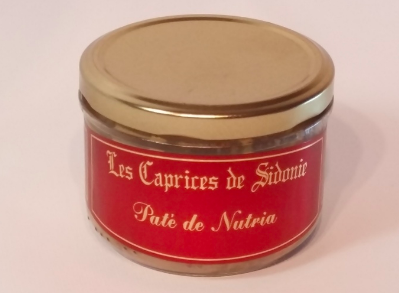 Les Caprices de Sidonie
Paté de Nutria